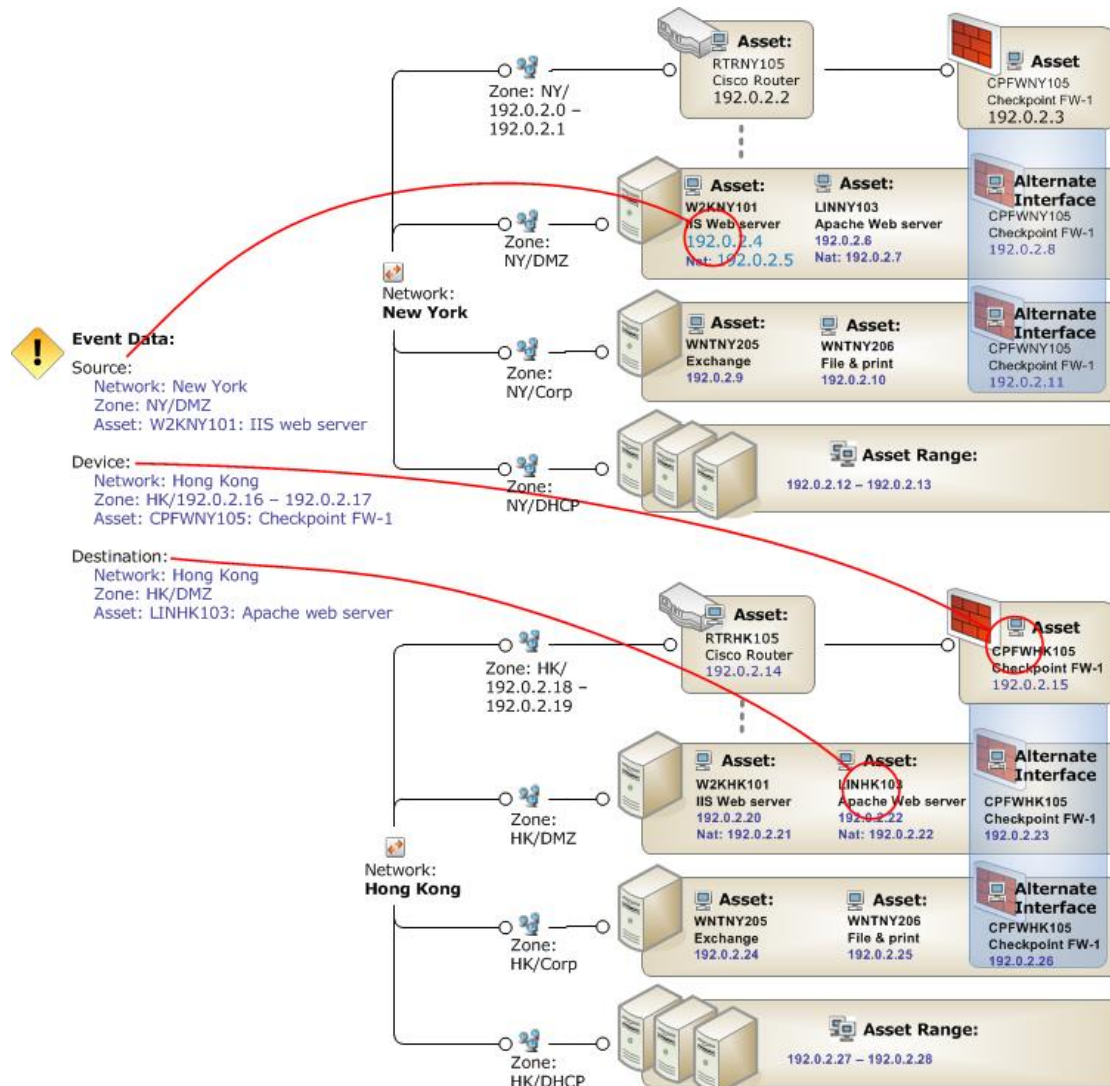 Asset:
RTRNY105
Cisco Router
192.0.2.2
Asset
CPFWNY105
Checkpoint FW-1
192.0.2.3
Zone: NY/
192.0.2.0 –
192.0.2.1
Asset:
W2KNY101
IIS Web server
192.0.2.4
Nat: 192.0.2.5
Asset:
LINNY103
Apache Web server
192.0.2.6
Nat: 192.0.2.7
Alternate
Interface
CPFWNY105
Checkpoint FW-1
192.0.2.8
Zone:
NY/DMZ
Network:
New York
Asset:
WNTNY205
Exchange
192.0.2.9
Asset:
WNTNY206
File & print
192.0.2.10
Alternate
Interface
CPFWNY105
Checkpoint FW-1
192.0.2.11
Zone:
NY/Corp
Asset Range:
192.0.2.12 – 192.0.2.13
Zone:
NY/DHCP
Event Data:
Source:
Network: New York
Zone: NY/DMZ
Asset: W2KNY101: IIS web server
Device:
Network: Hong Kong
Zone: HK/192.0.2.16 – 192.0.2.17
Asset: CPFWNY105: Checkpoint FW-1
Destination:
Network: Hong Kong
Zone: HK/DMZ
Asset: LINHK103: Apache web server
Asset:
RTRHK105
Cisco Router
192.0.2.14
Asset
CPFWHK105
Checkpoint FW-1
192.0.2.15
Zone: HK/
192.0.2.18 –
192.0.2.19
Asset:
W2KHK101
IIS Web server
192.0.2.20
Nat: 192.0.2.21
Asset:
LINHK103
Apache Web server
192.0.2.22
Nat: 192.0.2.22
Alternate
Interface
CPFWHK105
Checkpoint FW-1
192.0.2.23
Zone:
HK/DMZ
Network:
Hong Kong
Asset:
WNTNY205
Exchange
192.0.2.24
Asset:
WNTNY206
File & print
192.0.2.25
Alternate
Interface
CPFWHK105
Checkpoint FW-1
192.0.2.26
Zone:
HK/Corp
Asset Range:
192.0.2.27 – 192.0.2.28
Zone:
HK/DHCP